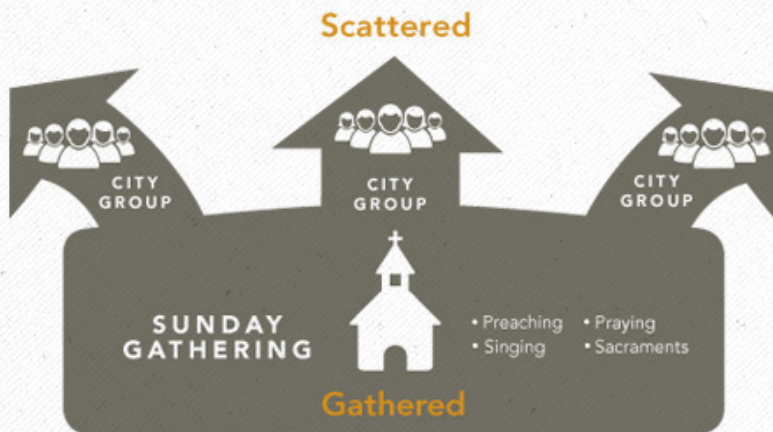 Scattered
CITY
GROUP
CITY
GROUP
CITY
GROUP
SUNDAY
GATHERING
• Preaching
• Singing
• Praying
• Sacraments
Gathered